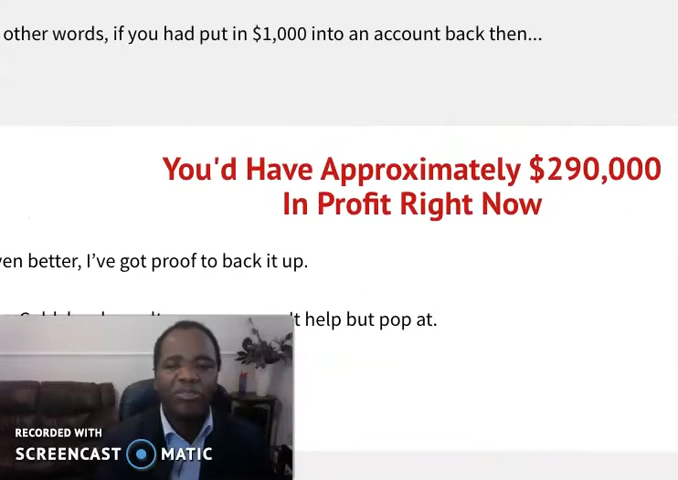 other words, if you had put in $1,000 into an account back then...
You'd Have Approximately $290,000
In Profit Right Now
better, I've got proof to back it up.
help but pop at.
RECORDED WITH
SCREENCAST MATIC